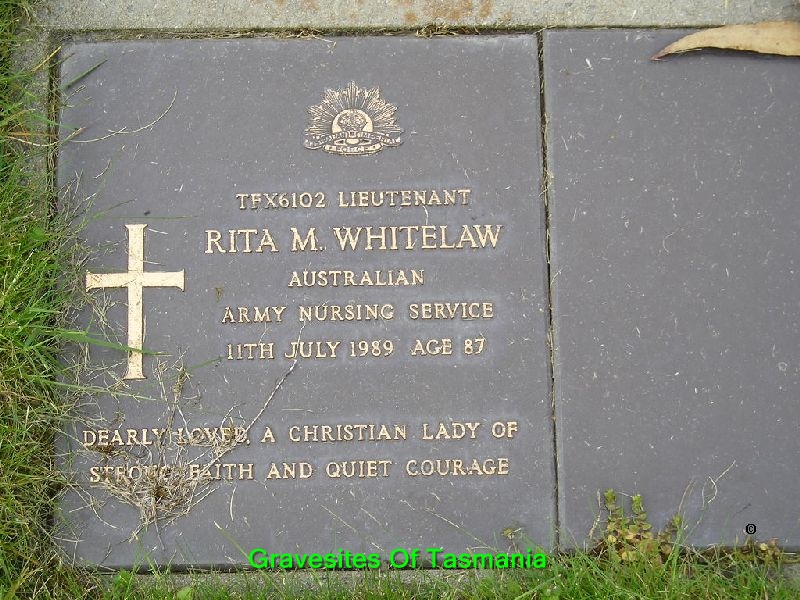 TFX6102 LIEUTENANT
RITA M. WHITELAW
AUSTRALIAN
ARMY NURSING SERVICE
11TH JULY 1989 AGE 87
DEARLY LOVED, A CHRISTIAN LADY OF
STRONG FAITH AND QUIET COURAGE
©
Gravesites Of Tasmania